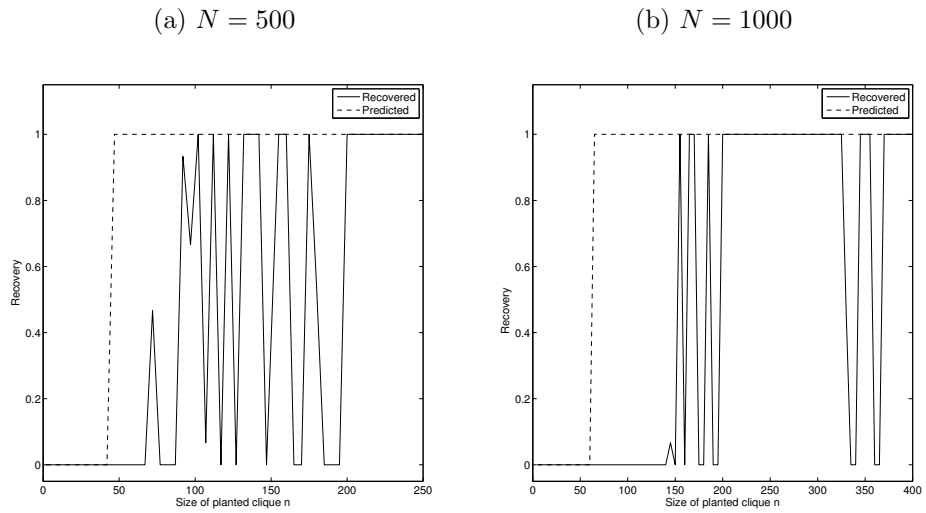 (a) N = 500
Recovered
Predicted
1
0.8
0.6
0.4
0.2
0
Recovery
0 50 100 150 200 250
Size of planted clique n
(b) N = 1000
Recovered
Predicted
1
0.8
0.6
0.4
0.2
0
Recovery
0 50 100 150 200 250 300 350 400
Size of planted clique n